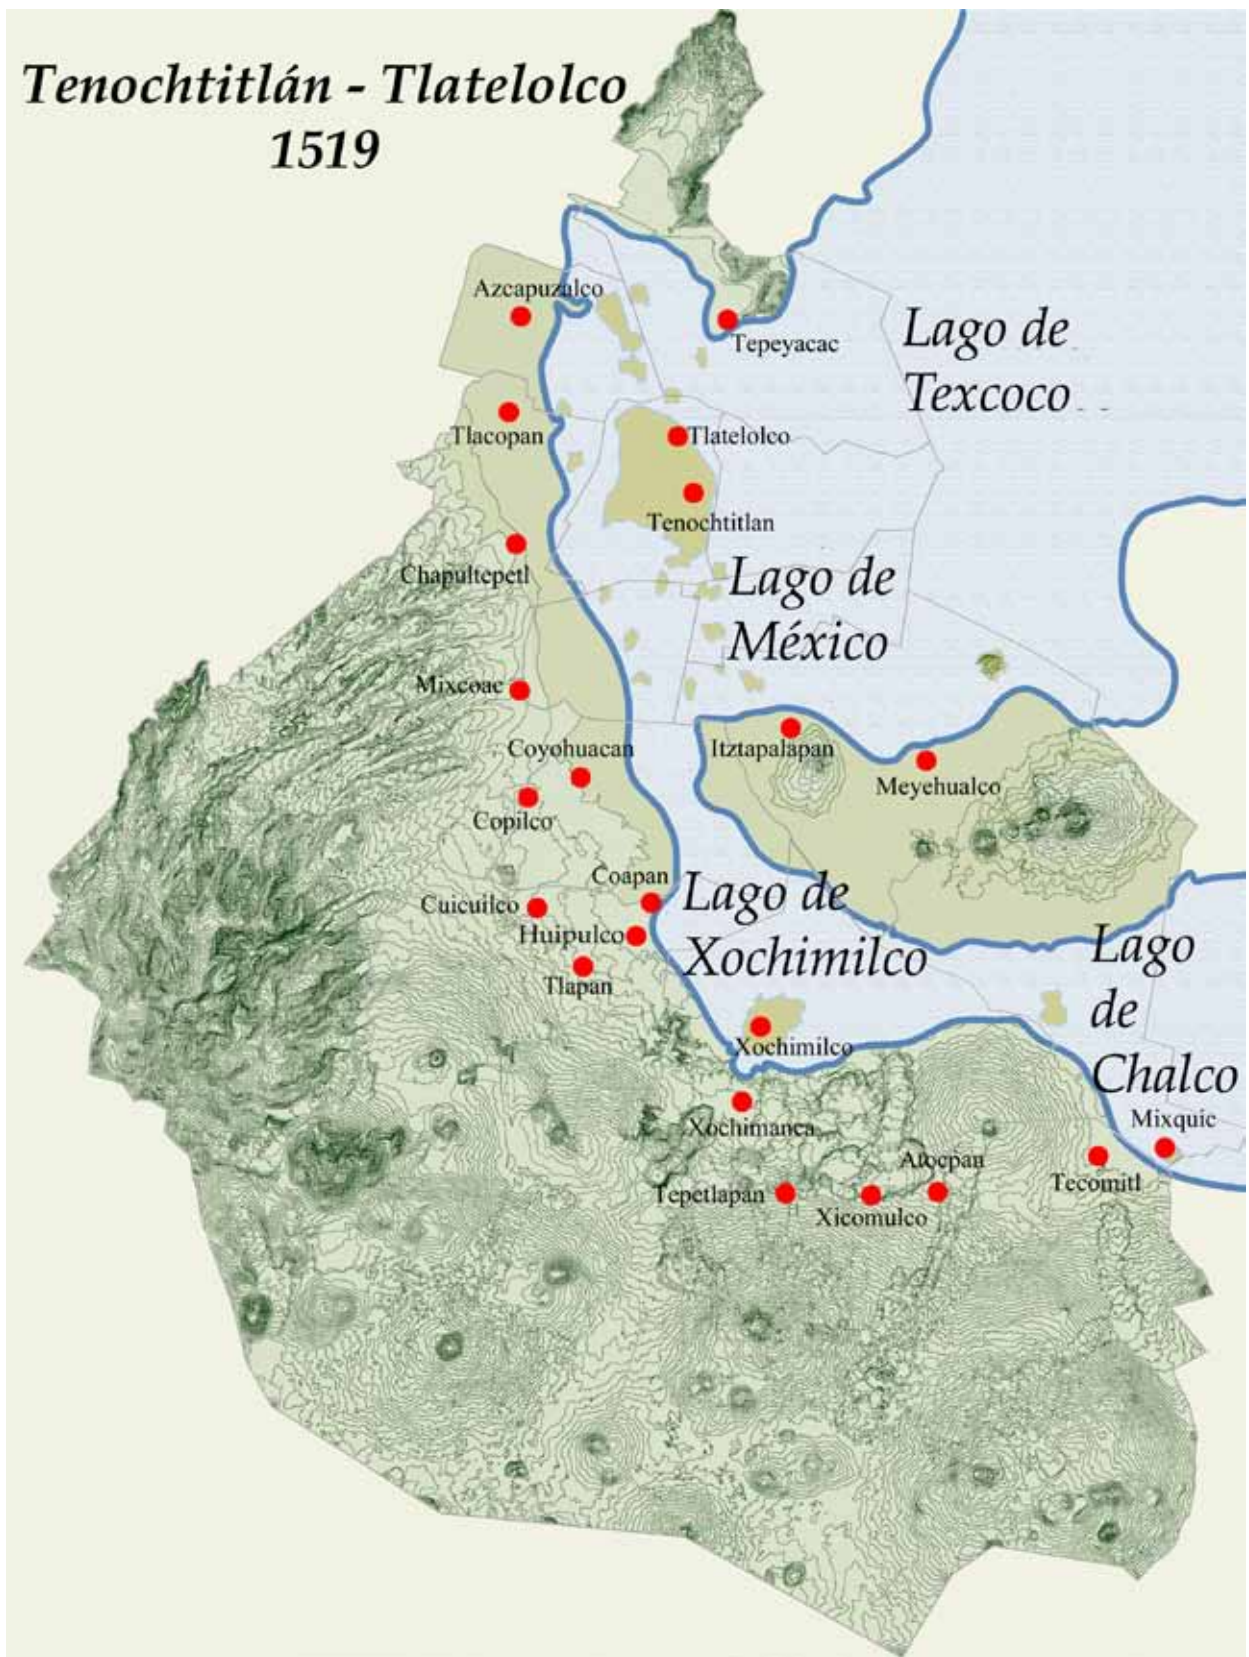 Tenochtitlán - Tlatelolco
1519
Azcapuzalco
Tepeyacac
Lago de
Texcoco
Tlacopan
Tlatelolco
Tenochtitlan
Chapultepetl
Lago de
México
Mixcoac
Coyohuacan
Itztapalapan
Meyehualco
Copilco
Coapan
Cuicuilco
Huipulco
Tlapan
Lago de
Xochimilco
Lago
de
Chalco
Xochimilco
Xochimanca
Mixquic
Atocpan
Tecomitl
Tepetlapan
Xicomulco